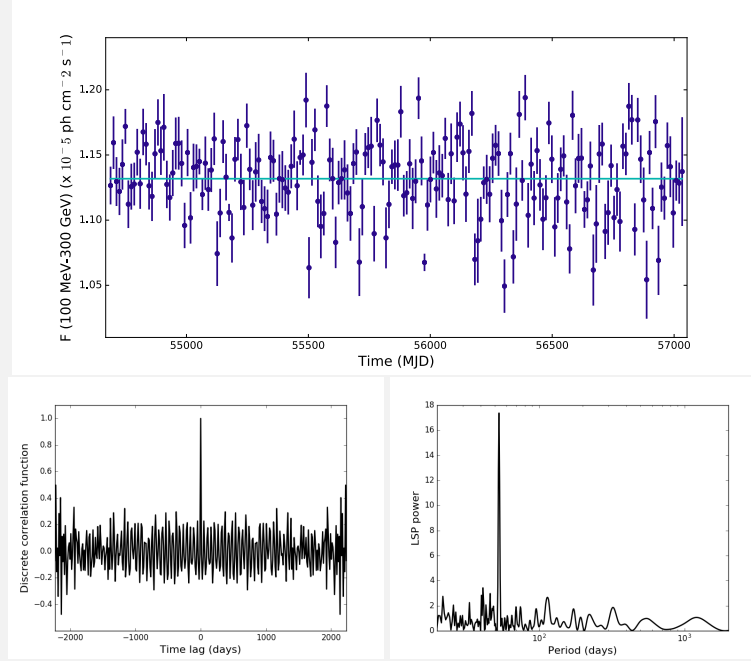 F (100 MeV-300 GeV) (x 10⁻⁵ ph cm⁻² s⁻¹)
1.20
1.15
1.10
1.05
55000 55500 56000 56500 57000
Time (MJD)
Discrete correlation function
1.0
0.8
0.6
0.4
0.2
0.0
−0.2
−0.4
−2000 −1000 0 1000 2000
Time lag (days)
LSP power
18
16
14
12
10
8
6
4
2
0
10² 10³
Period (days)